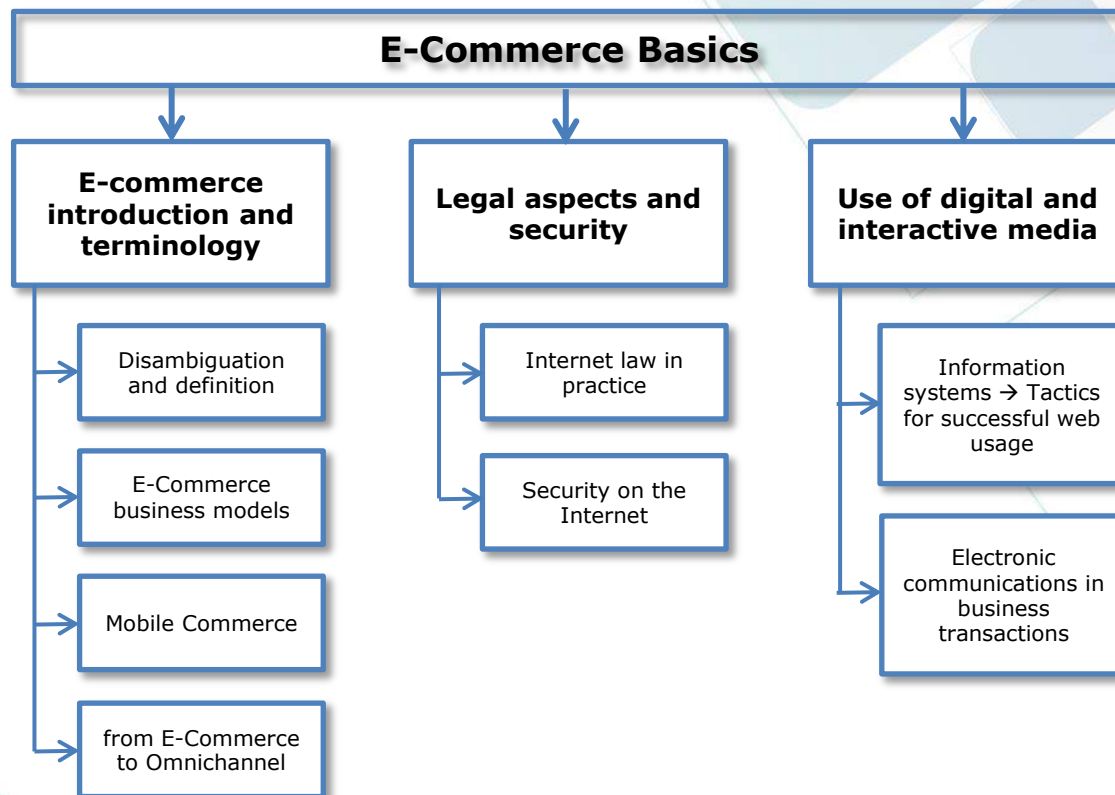 E-Commerce Basics
E-commerce
introduction and
terminology
Disambiguation
and definition
E-Commerce
business models
Mobile Commerce
from E-Commerce
to Omnichannel
Legal aspects and
security
Internet law in
practice
Security on the
Internet
Use of digital and
interactive media
Information
systems → Tactics
for successful web
usage
Electronic
communications in
business
transactions